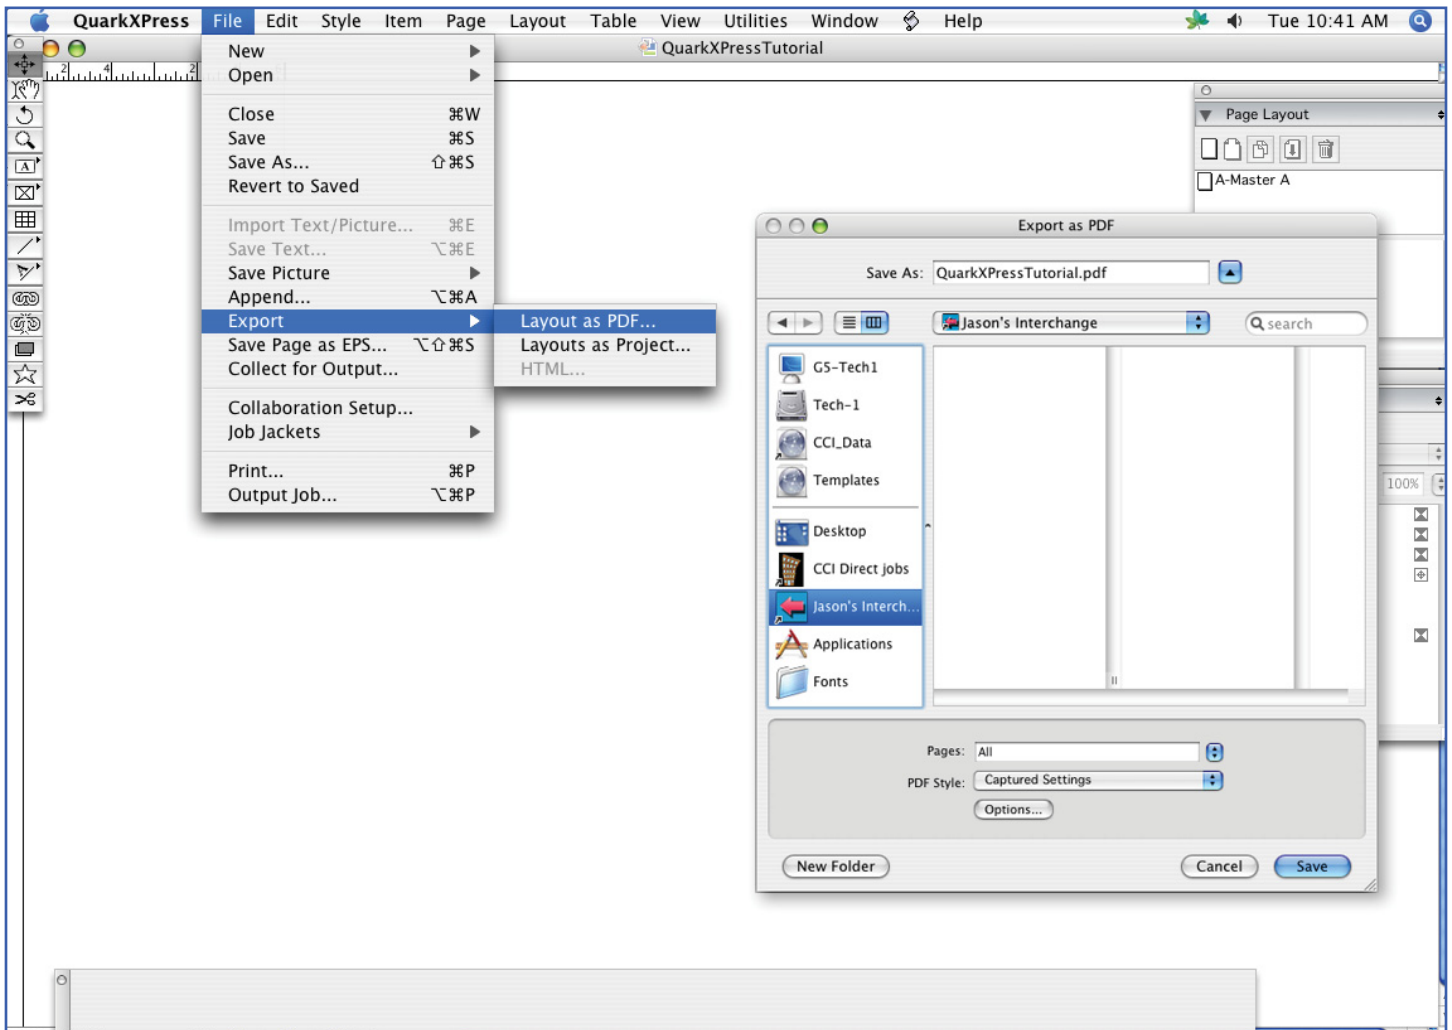 QuarkXPress File Edit Style Item Page Layout Table View Utilities Window Help Tue 10:41 AM
QuarkXPressTutorial
2 4 2 2
New
Open
Close ⌘W
Save ⌘S
Save As... ⇧⌘S
Revert to Saved
Import Text/Picture... ⌘E
Save Text... ⌥⌘E
Save Picture
Append... ⌥⌘A
Export
Save Page as EPS... ⌥⇧⌘S
Collect for Output...
Collaboration Setup...
Job Jackets
Print... ⌘P
Output Job... ⌥⌘P
Layout as PDF...
Layouts as Project...
HTML...
A
Page Layout
A-Master A
100%
Export as PDF
Save As: QuarkXPressTutorial.pdf
Jason's Interchange
search
G5-Tech1
Tech-1
CCI_Data
Templates
Desktop
CCI Direct jobs
Jason's Interch...
Applications
Fonts
Pages: All
PDF Style: Captured Settings
Options...
New Folder
Cancel
Save